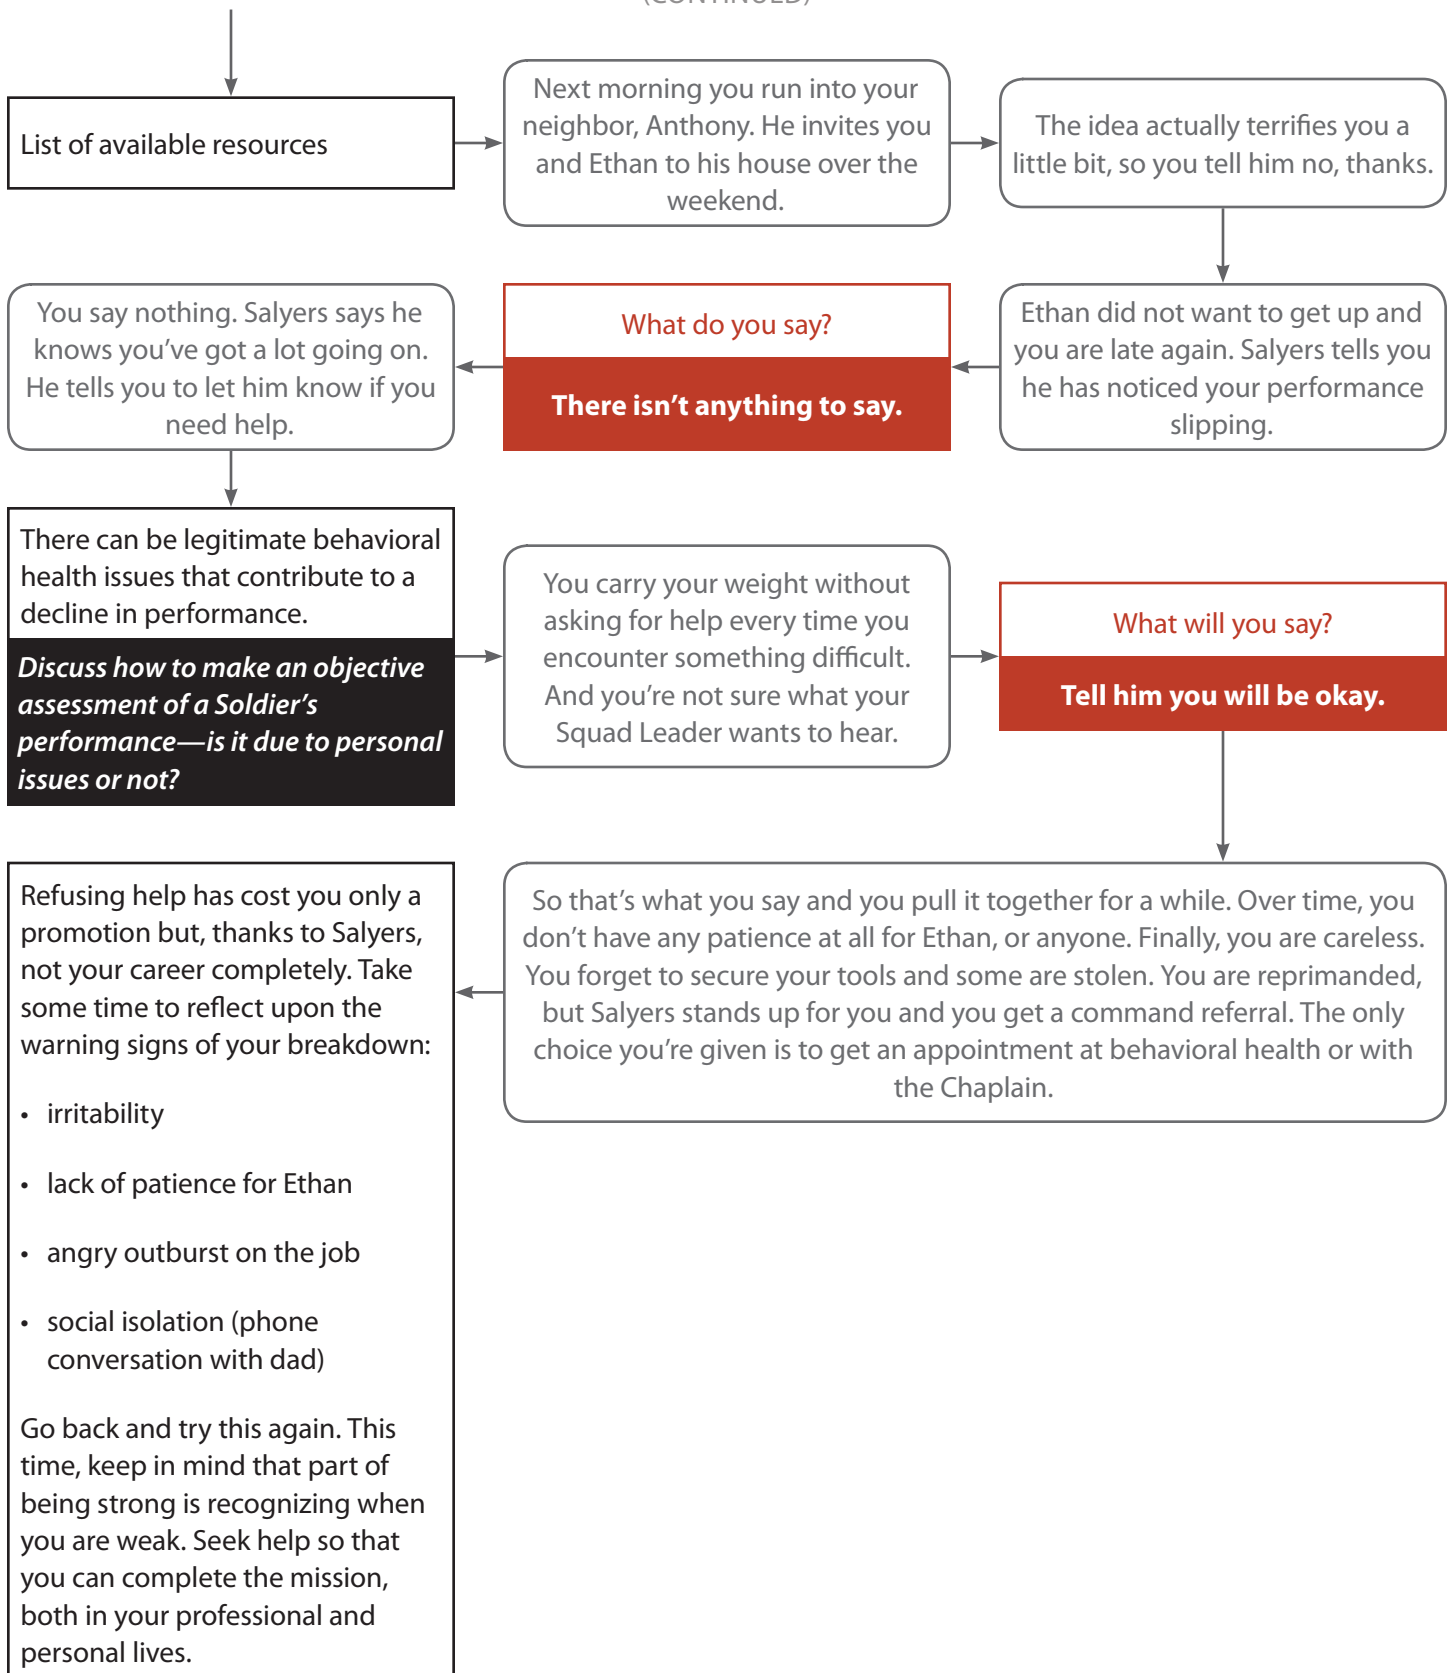 (CONTINUED)
List of available resources
Next morning you run into your
neighbor, Anthony. He invites you
and Ethan to his house over the
weekend.
The idea actually terrifies you a
little bit, so you tell him no, thanks.
Ethan did not want to get up and
you are late again. Salyers tells you
he has noticed your performance
slipping.
What do you say?
There isn’t anything to say.
You say nothing. Salyers says he
knows you’ve got a lot going on.
He tells you to let him know if you
need help.
There can be legitimate behavioral
health issues that contribute to a
decline in performance.
Discuss how to make an objective
assessment of a Soldier’s
performance—is it due to personal
issues or not?
You carry your weight without
asking for help every time you
encounter something difficult.
And you’re not sure what your
Squad Leader wants to hear.
What will you say?
Tell him you will be okay.
So that’s what you say and you pull it together for a while. Over time, you
don’t have any patience at all for Ethan, or anyone. Finally, you are careless.
You forget to secure your tools and some are stolen. You are reprimanded,
but Salyers stands up for you and you get a command referral. The only
choice you’re given is to get an appointment at behavioral health or with
the Chaplain.
Refusing help has cost you only a
promotion but, thanks to Salyers,
not your career completely. Take
some time to reflect upon the
warning signs of your breakdown:
• irritability
• lack of patience for Ethan
• angry outburst on the job
• social isolation (phone
conversation with dad)
Go back and try this again. This
time, keep in mind that part of
being strong is recognizing when
you are weak. Seek help so that
you can complete the mission,
both in your professional and
personal lives.